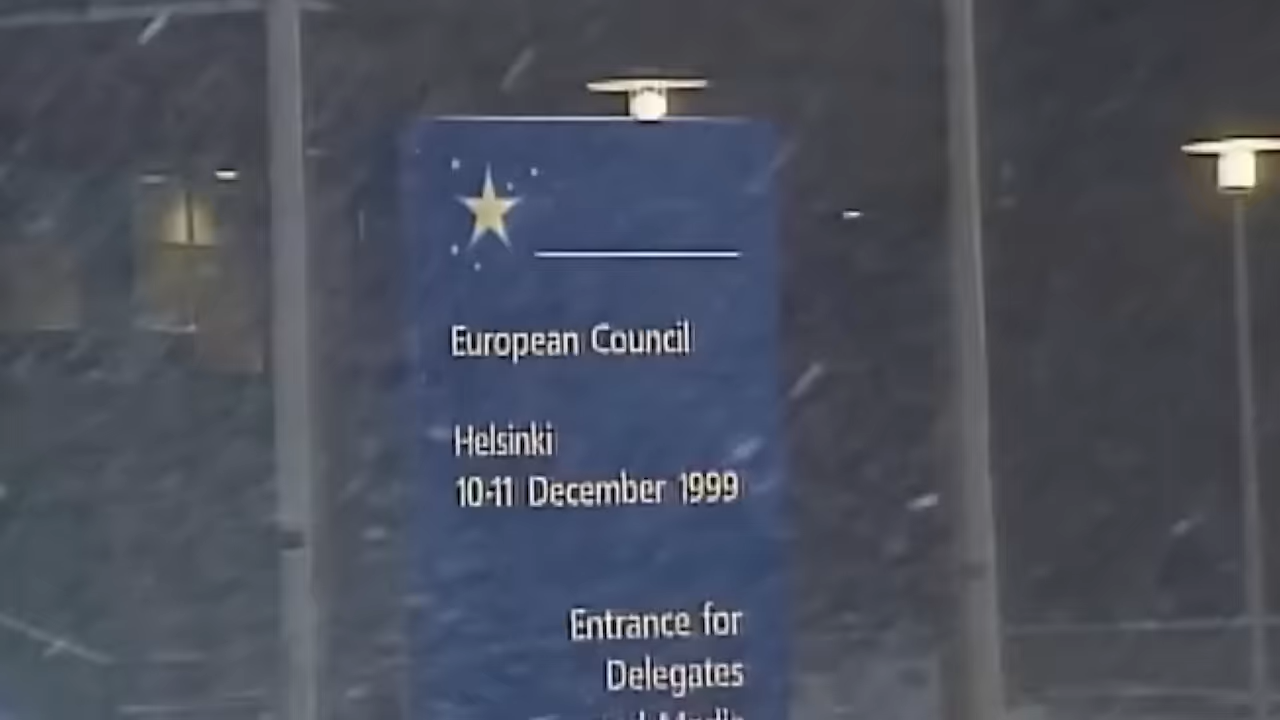 European Council
Helsinki
10-11 December 1999
Entrance for
Delegates